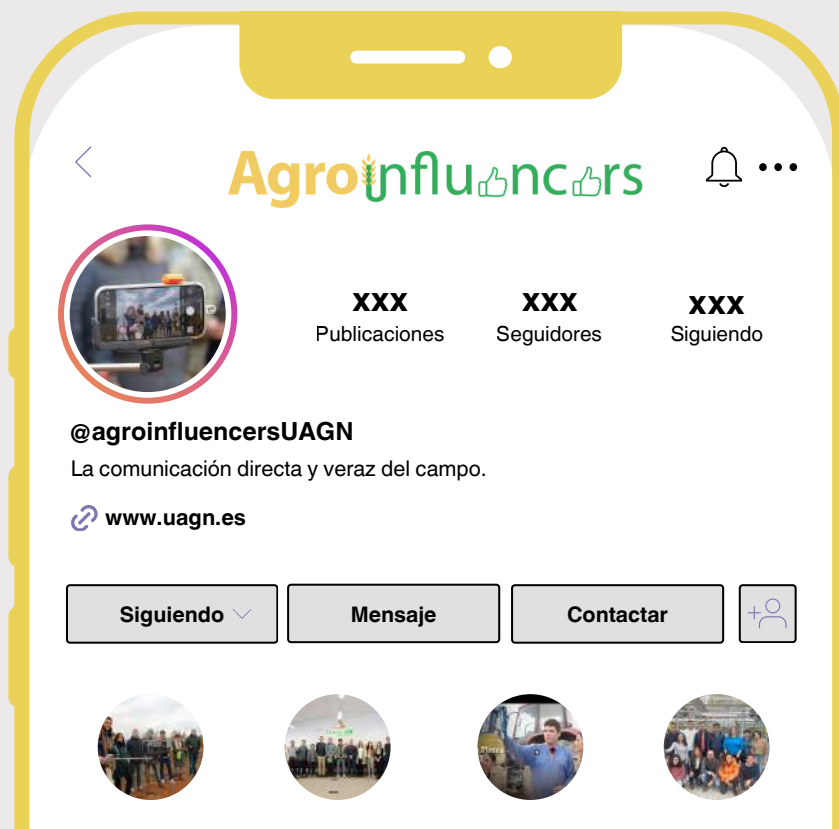 Agroinfluencers
XXX
XXX
XXX
Publicaciones
Seguidores
Siguiendo
@agroinfluencersUAGN
La comunicación directa y veraz del campo.
www.uagn.es
Siguiendo
Mensaje
Contactar